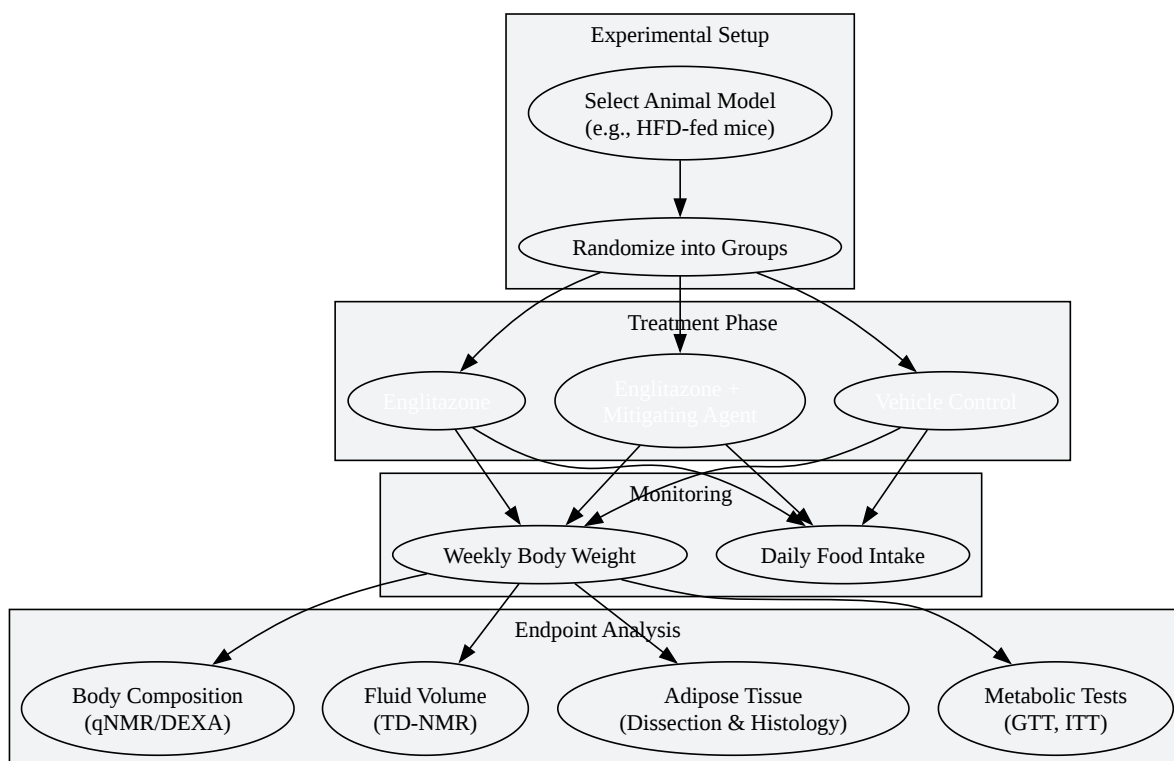 Experimental Setup
Select Animal Model
(e.g., HFD-fed mice)
Randomize into Groups
Treatment Phase
Englitazone
Englitazone +
Mitigating Agent
Vehicle Control
Monitoring
Weekly Body Weight
Daily Food Intake
Endpoint Analysis
Body Composition
(qNMR/DEXA)
Fluid Volume
(TD-NMR)
Adipose Tissue
(Dissection & Histology)
Metabolic Tests
(GTT, ITT)